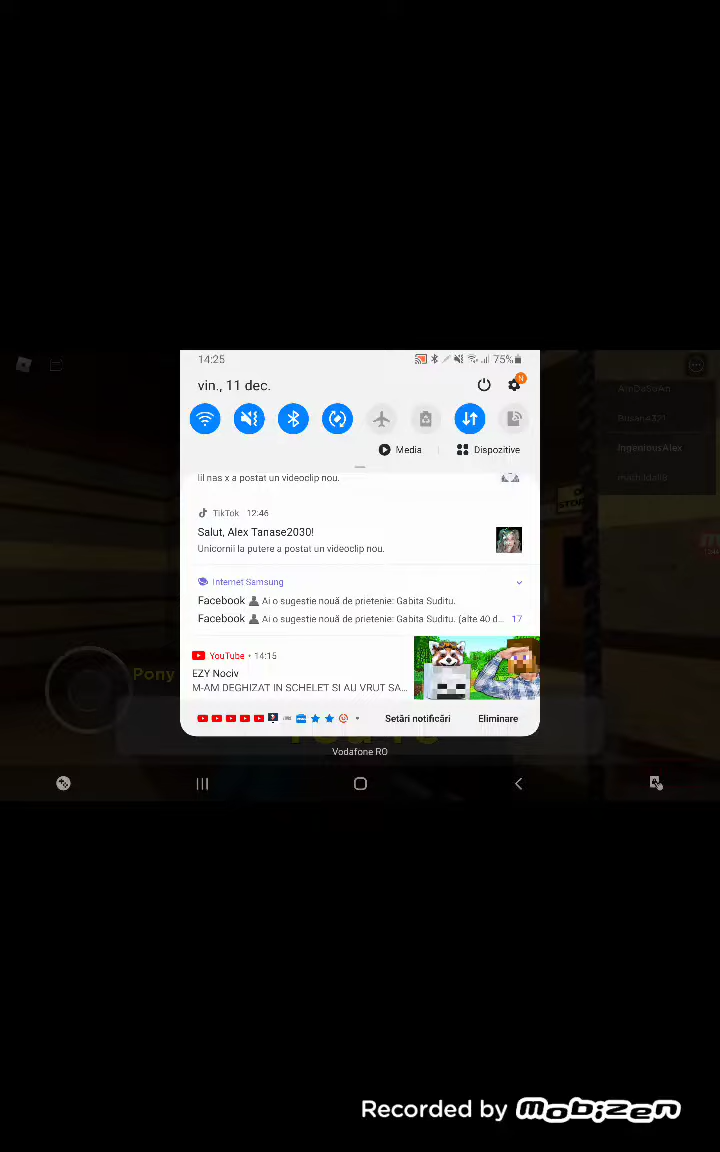 14:25
75%
vin., 11 dec.
N
Media
Dispozitive
lil nas x a postat un videoclip nou.
TikTok 12:46
Salut, Alex Tanase2030!
Unicornii la putere a postat un videoclip nou.
Internet Samsung
Facebook Ai o sugestie nouă de prietenie: Gabita Suditu.
Facebook Ai o sugestie nouă de prietenie: Gabita Suditu. (alte 40 d... 17
YouTube • 14:15
EZY Nociv
M-AM DEGHIZAT IN SCHELET SI AU VRUT SA...
Setări notificări
Eliminare
Vodafone RO
Pony
IngeniousAlex
Recorded by mobizen